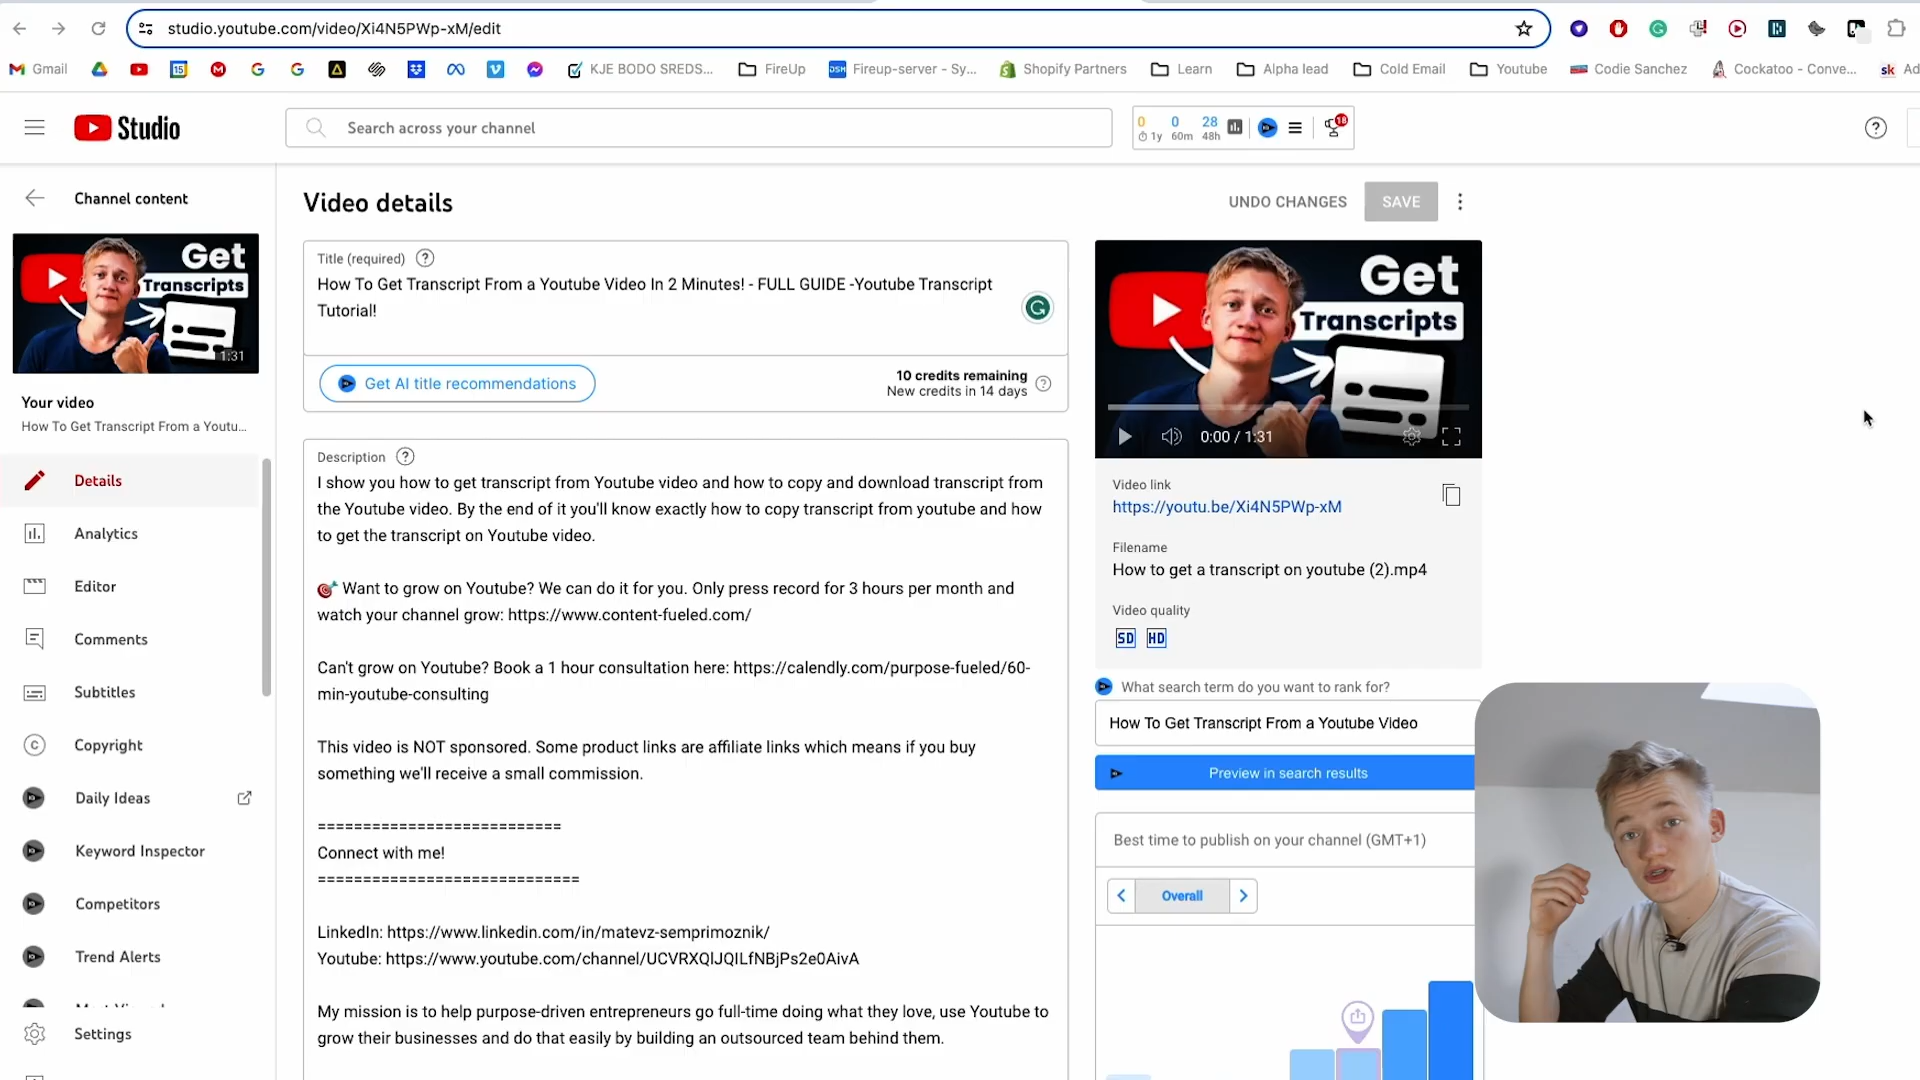 studio.youtube.com/video/Xi4N5PWp-xM/edit
Gmail
15
KJE BODO SREDS...
FireUp
DSM
Fireup-server - Sy...
Shopify Partners
Learn
Alpha lead
Cold Email
Youtube
Codie Sanchez
Cockatoo - Conve...
sk Ad
Studio
Search across your channel
0 0 28
1y 60m 48h
18
Channel content
Video details
UNDO CHANGES
SAVE
Get
Transcripts
1:31
Your video
How To Get Transcript From a Youtu...
Details
Analytics
Editor
Comments
Subtitles
Copyright
Daily Ideas
Keyword Inspector
Competitors
Trend Alerts
Settings
Title (required)
How To Get Transcript From a Youtube Video In 2 Minutes! - FULL GUIDE -Youtube Transcript
Tutorial!
Get AI title recommendations
10 credits remaining
New credits in 14 days
Description
I show you how to get transcript from Youtube video and how to copy and download transcript from
the Youtube video. By the end of it you'll know exactly how to copy transcript from youtube and how
to get the transcript on Youtube video.
🎯 Want to grow on Youtube? We can do it for you. Only press record for 3 hours per month and
watch your channel grow: https://www.content-fueled.com/
Can't grow on Youtube? Book a 1 hour consultation here: https://calendly.com/purpose-fueled/60-
min-youtube-consulting
This video is NOT sponsored. Some product links are affiliate links which means if you buy
something we'll receive a small commission.
===========================
Connect with me!
=============================
LinkedIn: https://www.linkedin.com/in/matevz-semprimoznik/
Youtube: https://www.youtube.com/channel/UCVRXQlJQILfNBjPs2e0AivA
My mission is to help purpose-driven entrepreneurs go full-time doing what they love, use Youtube to
grow their businesses and do that easily by building an outsourced team behind them.
Get
Transcripts
0:00 / 1:31
Video link
https://youtu.be/Xi4N5PWp-xM
Filename
How to get a transcript on youtube (2).mp4
Video quality
SD HD
What search term do you want to rank for?
How To Get Transcript From a Youtube Video
Preview in search results
Best time to publish on your channel (GMT+1)
Overall